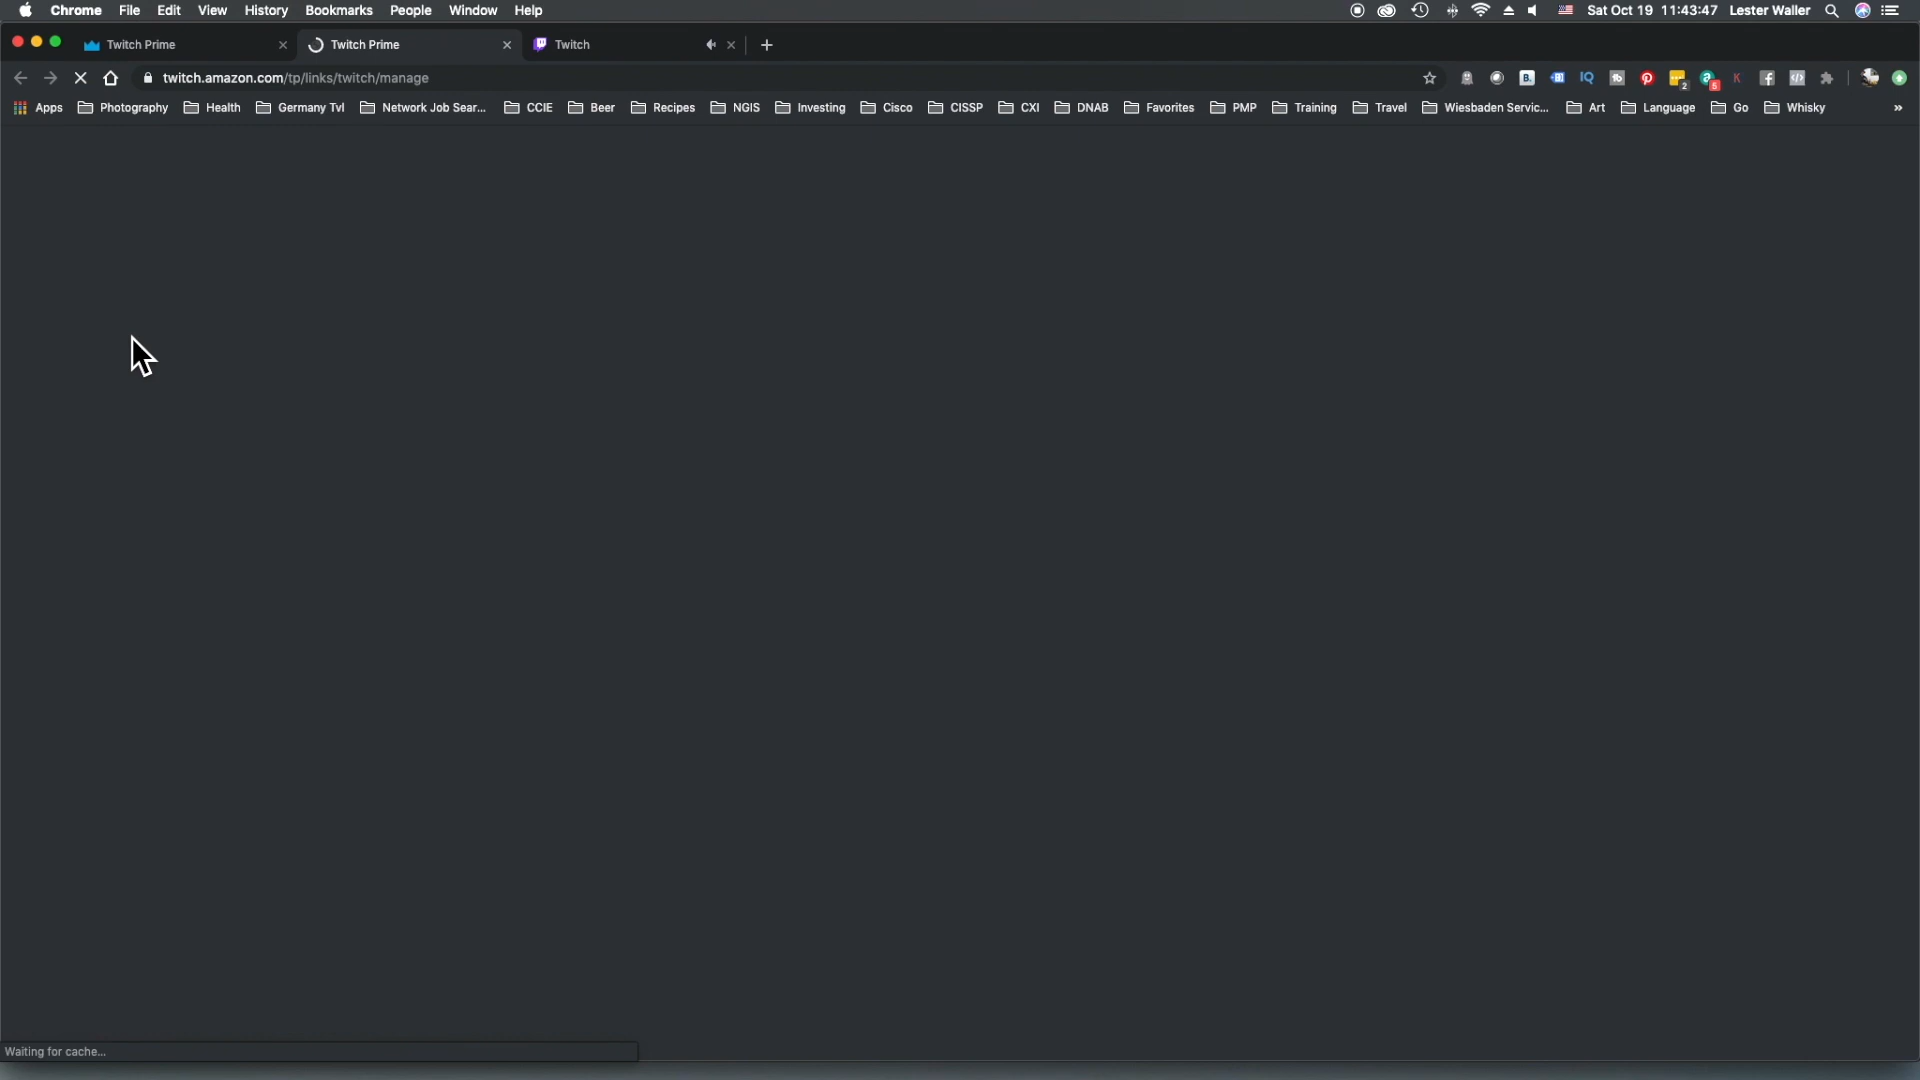 Chrome File Edit View History Bookmarks People Window Help Sat Oct 19 11:43:47 Lester Waller
Twitch Prime Twitch Prime Twitch
twitch.amazon.com/tp/links/twitch/manage B. IQ 2 5 K
Apps Photography Health Germany Tvl Network Job Sear... CCIE Beer Recipes NGIS Investing Cisco CISSP CXI DNAB Favorites PMP Training Travel Wiesbaden Servic... Art Language Go Whisky »
Waiting for cache...